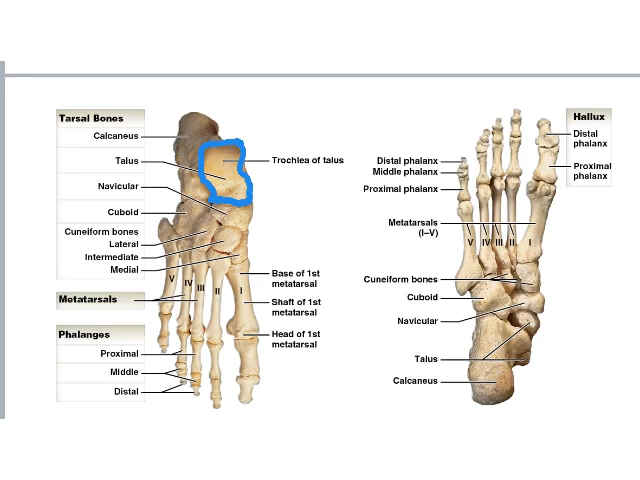 Tarsal Bones
Calcaneus
Talus
Navicular
Cuboid
Cuneiform bones
Lateral
Intermediate
Medial
Metatarsals
Phalanges
Proximal
Middle
Distal
Trochlea of talus
Base of 1st
metatarsal
Shaft of 1st
metatarsal
Head of 1st
metatarsal
V
IV
III
II
I
Distal phalanx
Middle phalanx
Proximal phalanx
Metatarsals
(I–V)
Cuneiform bones
Cuboid
Navicular
Talus
Calcaneus
V
IV
III
II
I
Hallux
Distal
phalanx
Proximal
phalanx